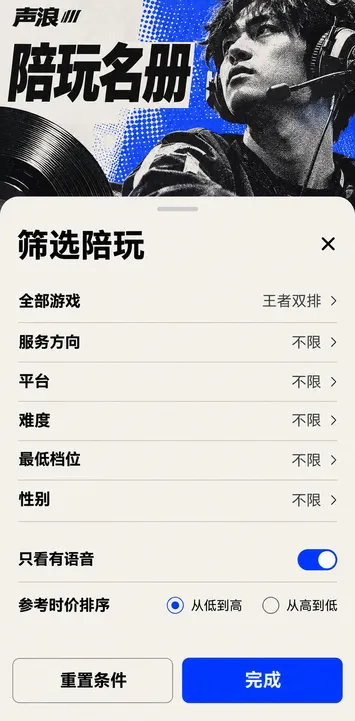 声浪
陪玩名册
筛选陪玩
全部游戏 王者双排
服务方向 不限
平台 不限
难度 不限
最低档位 不限
性别 不限
只看有语音
参考时价排序 从低到高 从高到低
重置条件 完成